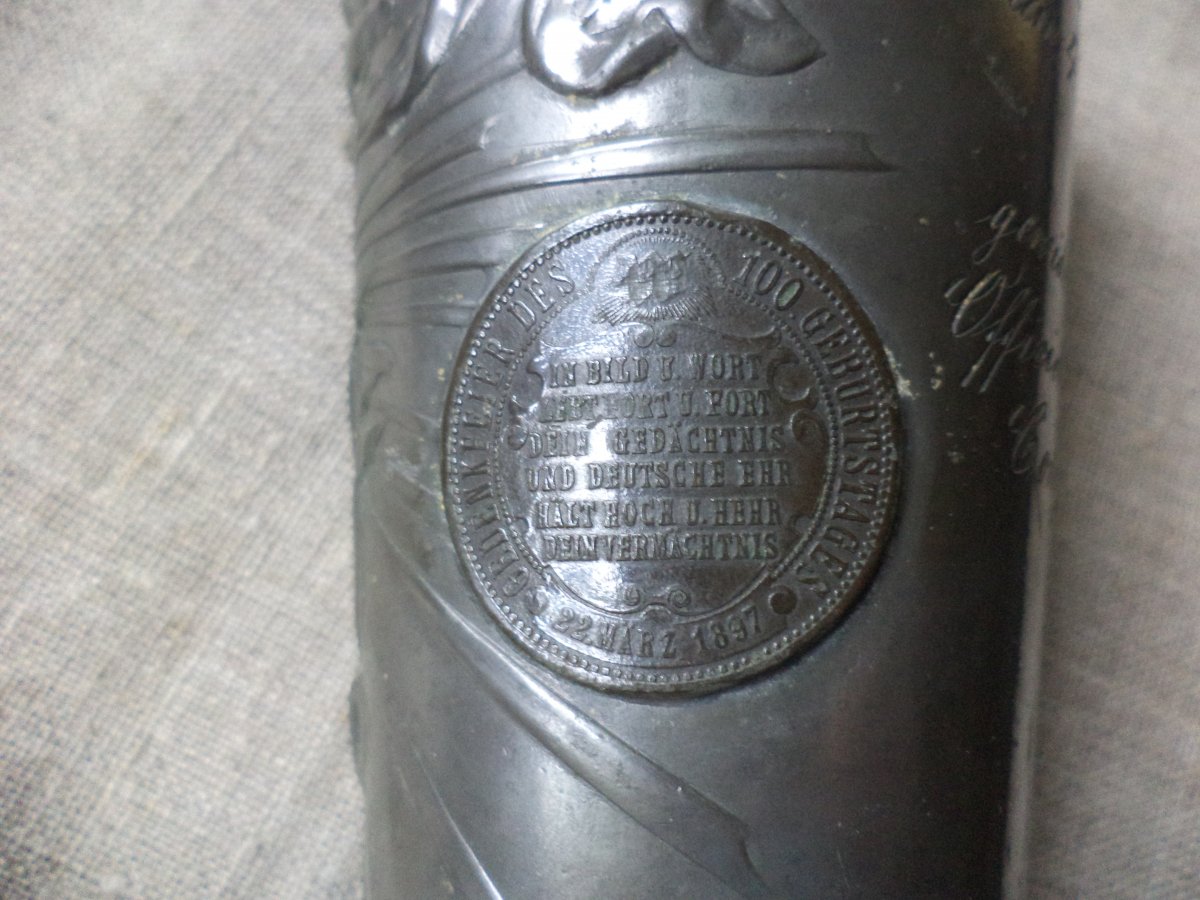 GEDENKFEIER DES 100. GEBURTSTAGES
IN BILD U. WORT
LEBT FORT U. FORT
DEIN GEDÄCHTNIS
UND DEUTSCHE EHR
HÄLT HOCH U. HEHR
DEIN VERMÄCHTNIS
22. MÄRZ 1897